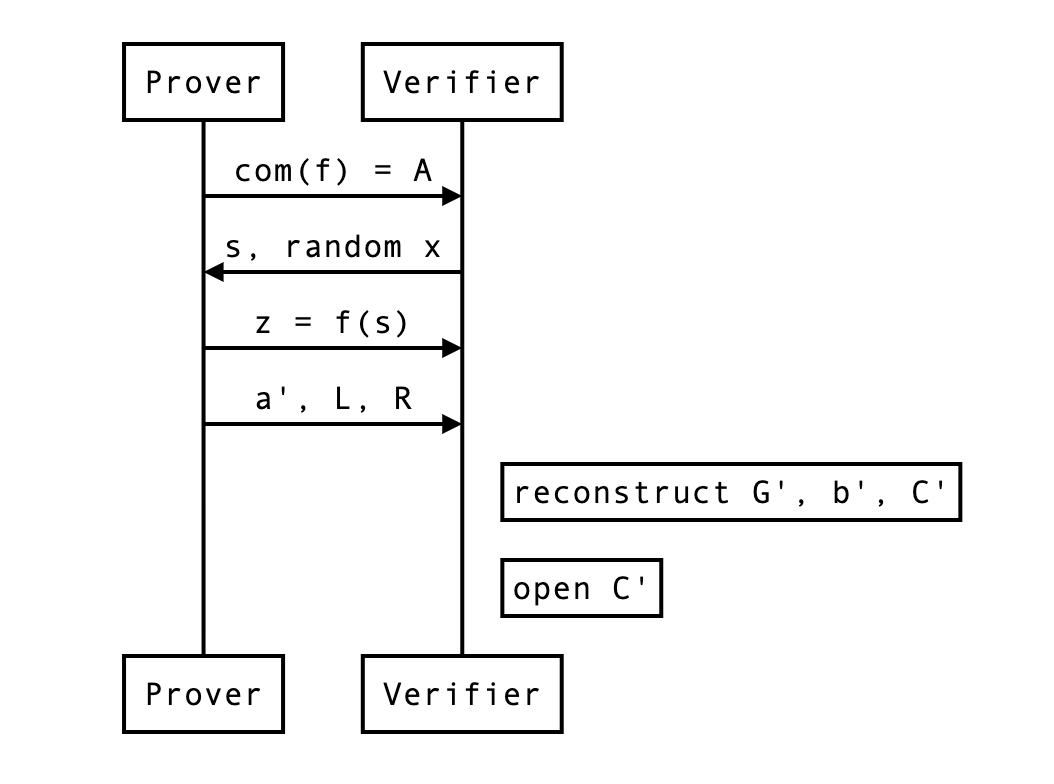 Prover
Verifier
com(f) = A
s, random x
z = f(s)
a', L, R
reconstruct G', b', C'
open C'
Prover
Verifier